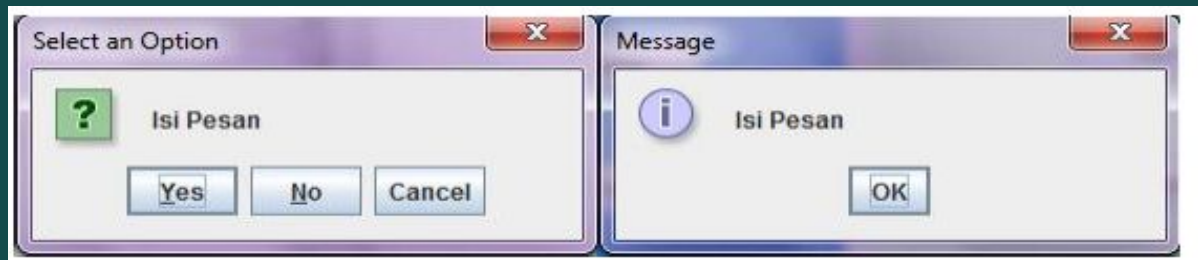 Select an Option
? Isi Pesan
Yes No Cancel
Message
i Isi Pesan
OK